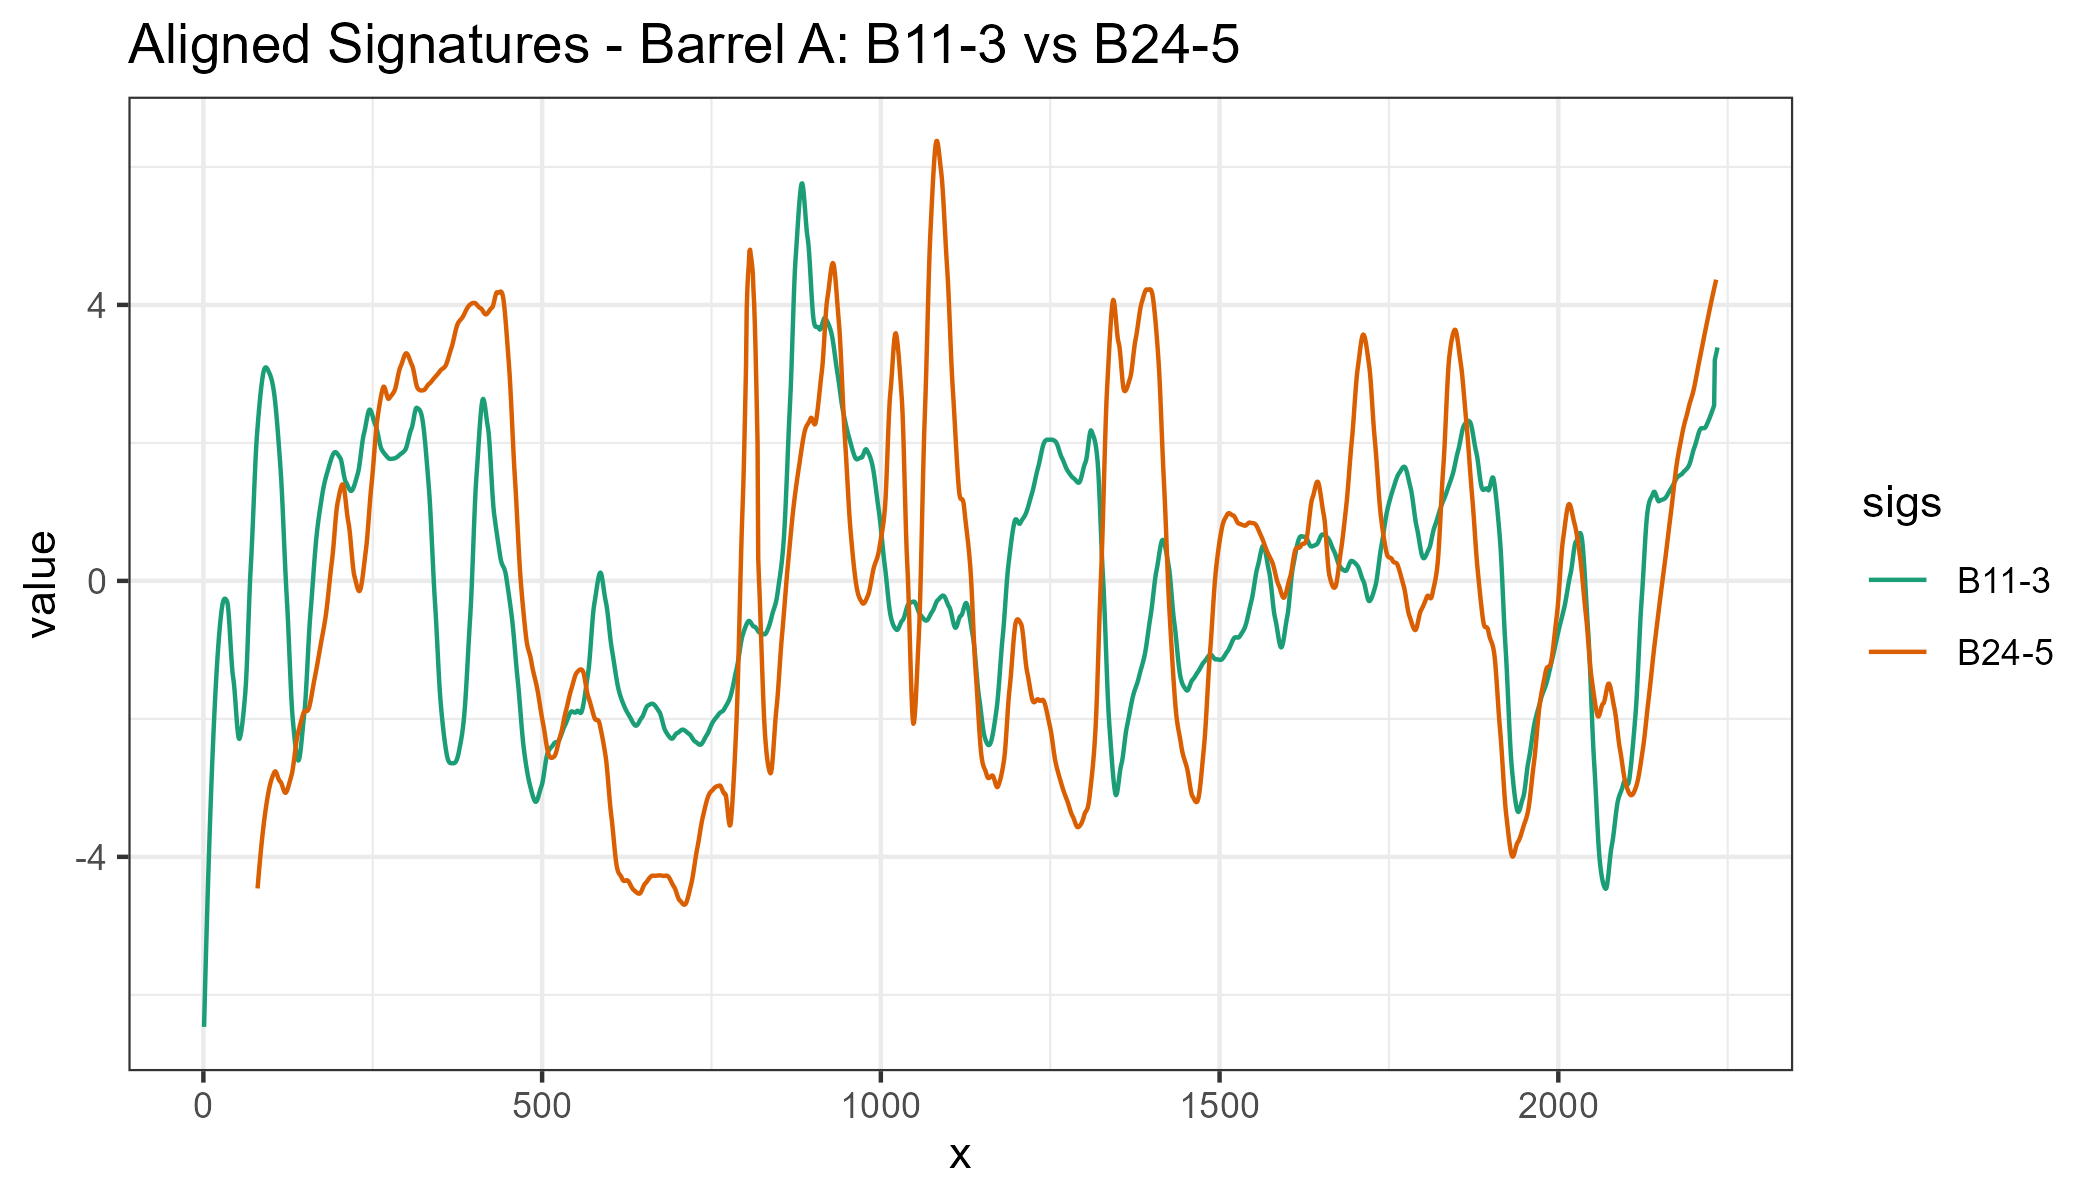 Aligned Signatures - Barrel A: B11-3 vs B24-5
value
4
0
-4
0 500 1000 1500 2000
x
sigs
B11-3
B24-5